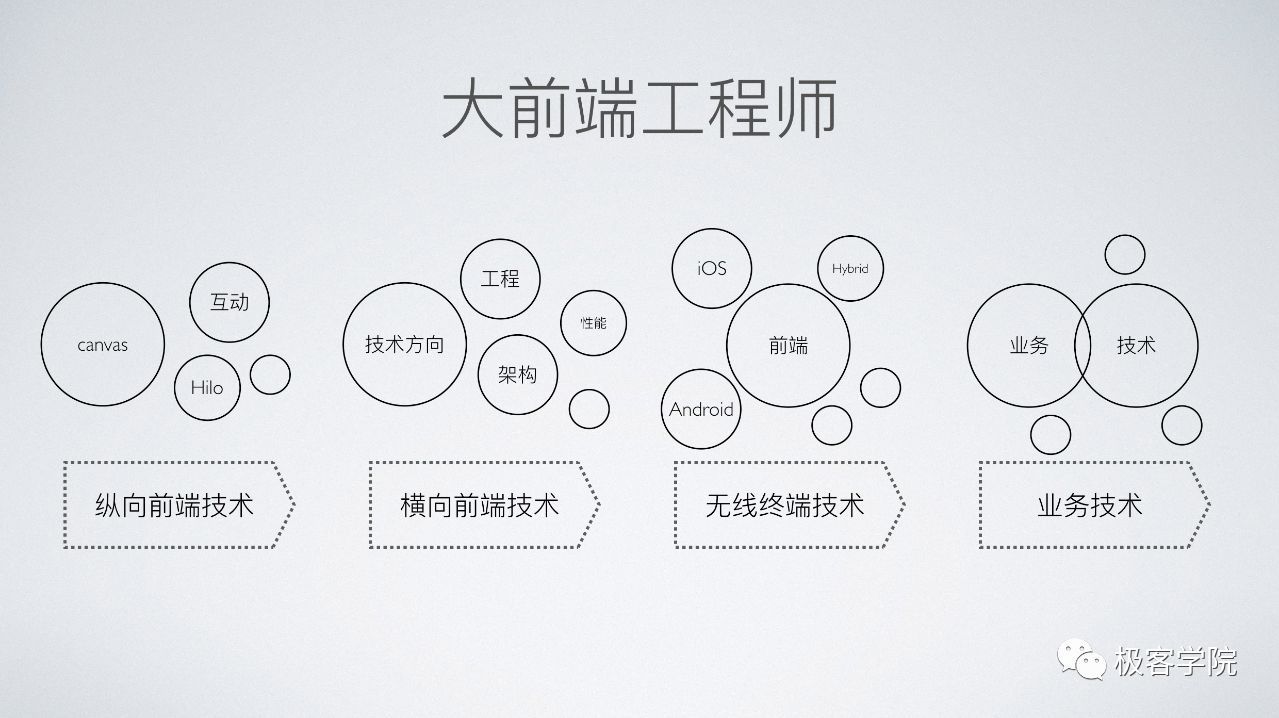 大前端工程师
canvas
互动
Hilo
技术方向
工程
性能
架构
iOS
Hybrid
前端
Android
业务
技术
纵向前端技术
横向前端技术
无线终端技术
业务技术
极客学院